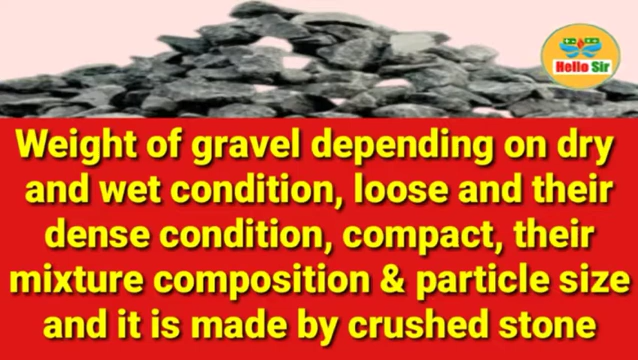 Hello Sir
Weight of gravel depending on dry
and wet condition, loose and their
dense condition, compact, their
mixture composition & particle size
and it is made by crushed stone